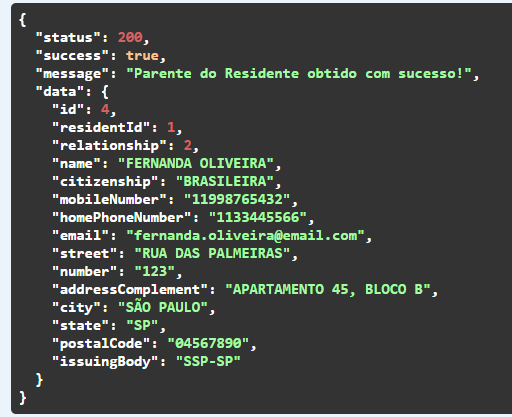 {
"status": 200,
"success": true,
"message": "Parente do Residente obtido com sucesso!",
"data": {
"id": 4,
"residentId": 1,
"relationship": 2,
"name": "FERNANDA OLIVEIRA",
"citizenship": "BRASILEIRA",
"mobileNumber": "11998765432",
"homePhoneNumber": "1133445566",
"email": "fernanda.oliveira@email.com",
"street": "RUA DAS PALMEIRAS",
"number": "123",
"addressComplement": "APARTAMENTO 45, BLOCO B",
"city": "SÃO PAULO",
"state": "SP",
"postalCode": "04567890",
"issuingBody": "SSP-SP"
}
}